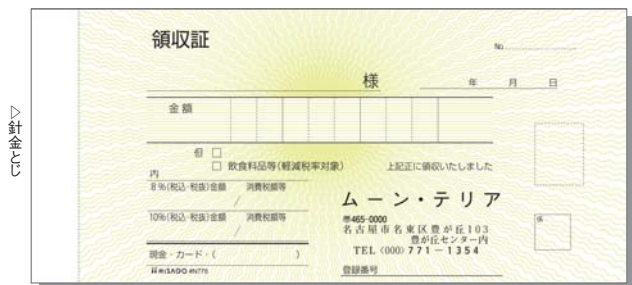 ▷針金とじ
領収証
No.
様
年 月 日
金額
但 □
□ 飲食料品等(軽減税率対象) 上記正に領収いたしました
内
8%(税込・税抜)金額 消費税額等
/
10%(税込・税抜)金額 消費税額等
/
現金・カード・( )
MISAGO #N775
ムーン・テリア
〒465-0000
名古屋市名東区豊が丘103
豊が丘センター内
TEL (000) 771-1354
登録番号
係